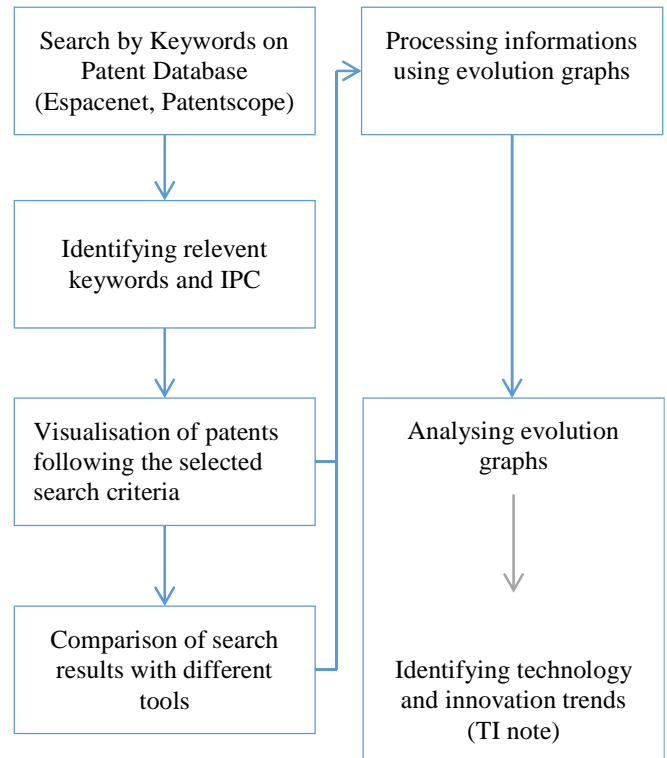 Search by Keywords on
Patent Database
(Espacenet, Patentscope)
Identifying relevent
keywords and IPC
Visualisation of patents
following the selected
search criteria
Comparison of search
results with different
tools
Processing informations
using evolution graphs
Analysing evolution
graphs
Identifying technology
and innovation trends
(TI note)